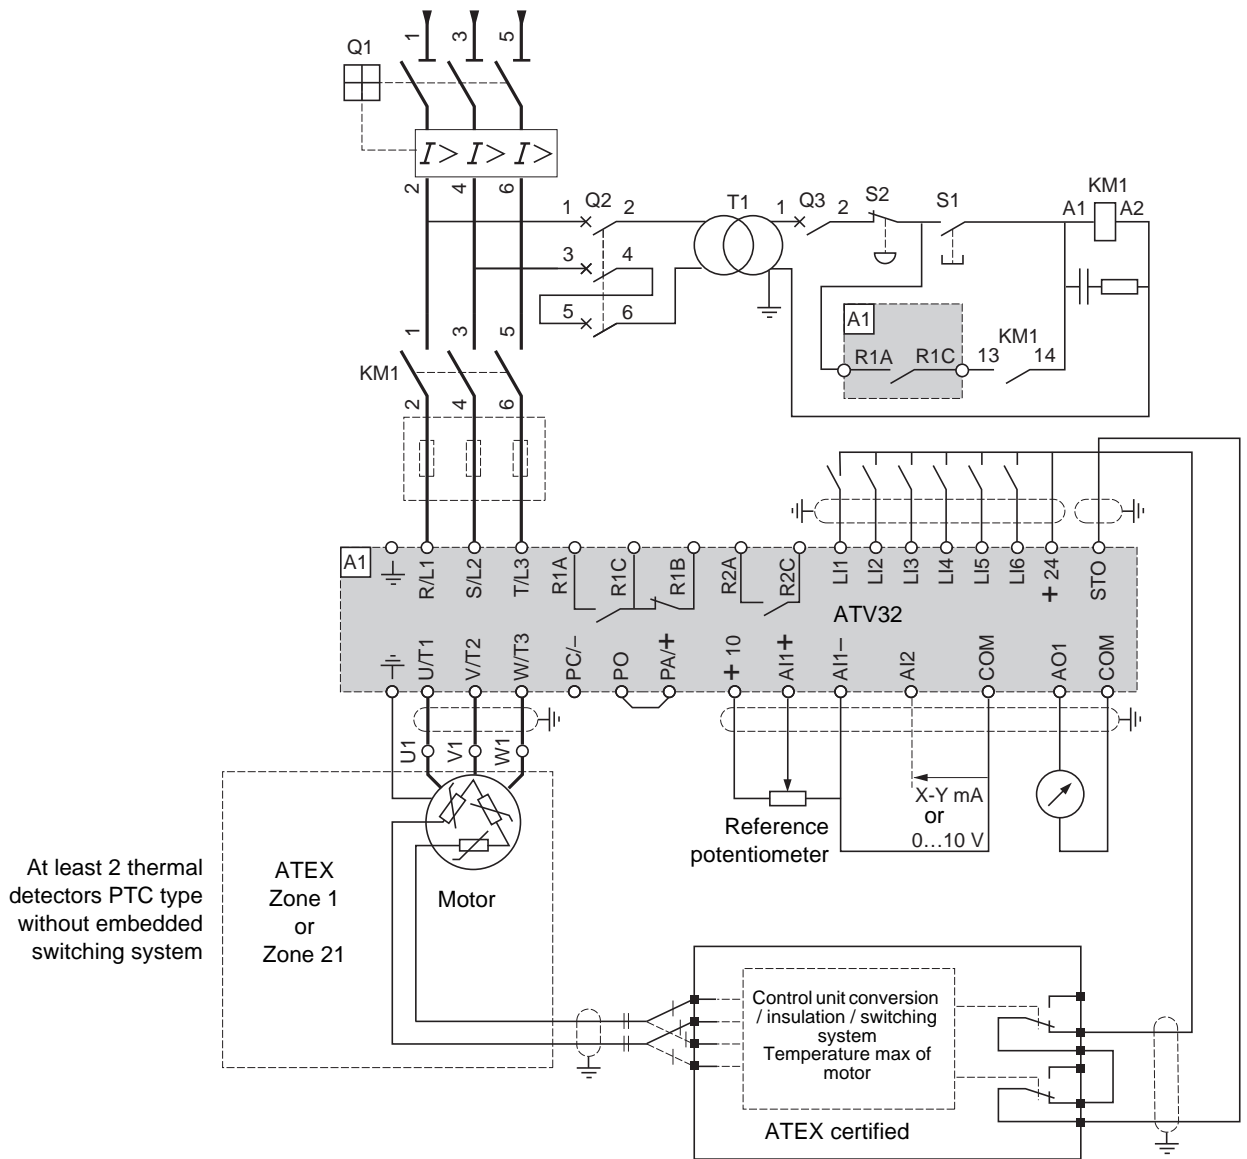 1 3 5
Q1
I> I> I>
2 4 6
1 Q2 2
3 4
5 6
T1
1 Q3 2
S2
S1
KM1
A1 A2
A1
R1A R1C
KM1
13 14
1 3 5
KM1
2 4 6
A1
R/L1 S/L2 T/L3 R1A R1C R1B R2A R2C LI1 LI2 LI3 LI4 LI5 LI6 +24 STO
ATV32
U/T1 V/T2 W/T3 PC/– PO PA/+ +10 AI1+ AI1– AI2 COM AO1 COM
U1 V1 W1
X-Y mA
or
0…10 V
Reference
potentiometer
At least 2 thermal
detectors PTC type
without embedded
switching system
ATEX
Zone 1
or
Zone 21
Motor
Control unit conversion
/ insulation / switching
system
Temperature max of
motor
ATEX certified